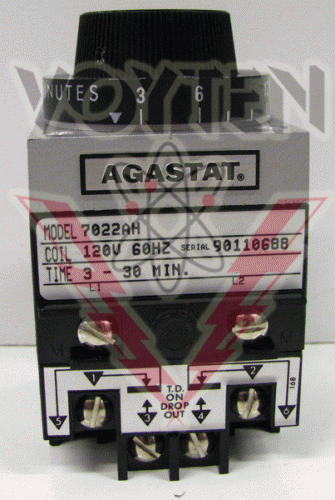 VOYTEN
NUTES 3 6
AGASTAT®
MODEL 7022AH
COIL 120V 60HZ SERIAL 90110688
TIME 3 - 30 MIN.
L1 L2
M M
1 2
T.D.
ON
DROP
OUT
5 3 4 6